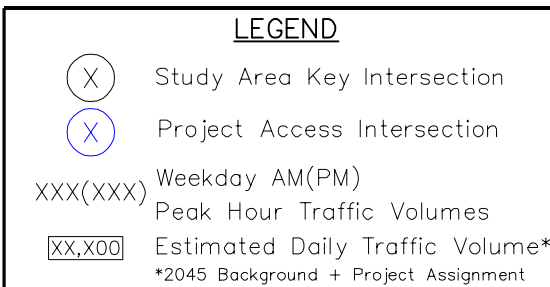 LEGEND
X Study Area Key Intersection
X Project Access Intersection
XXX(XXX) Weekday AM(PM)
Peak Hour Traffic Volumes
XX,X00 Estimated Daily Traffic Volume*
*2045 Background + Project Assignment